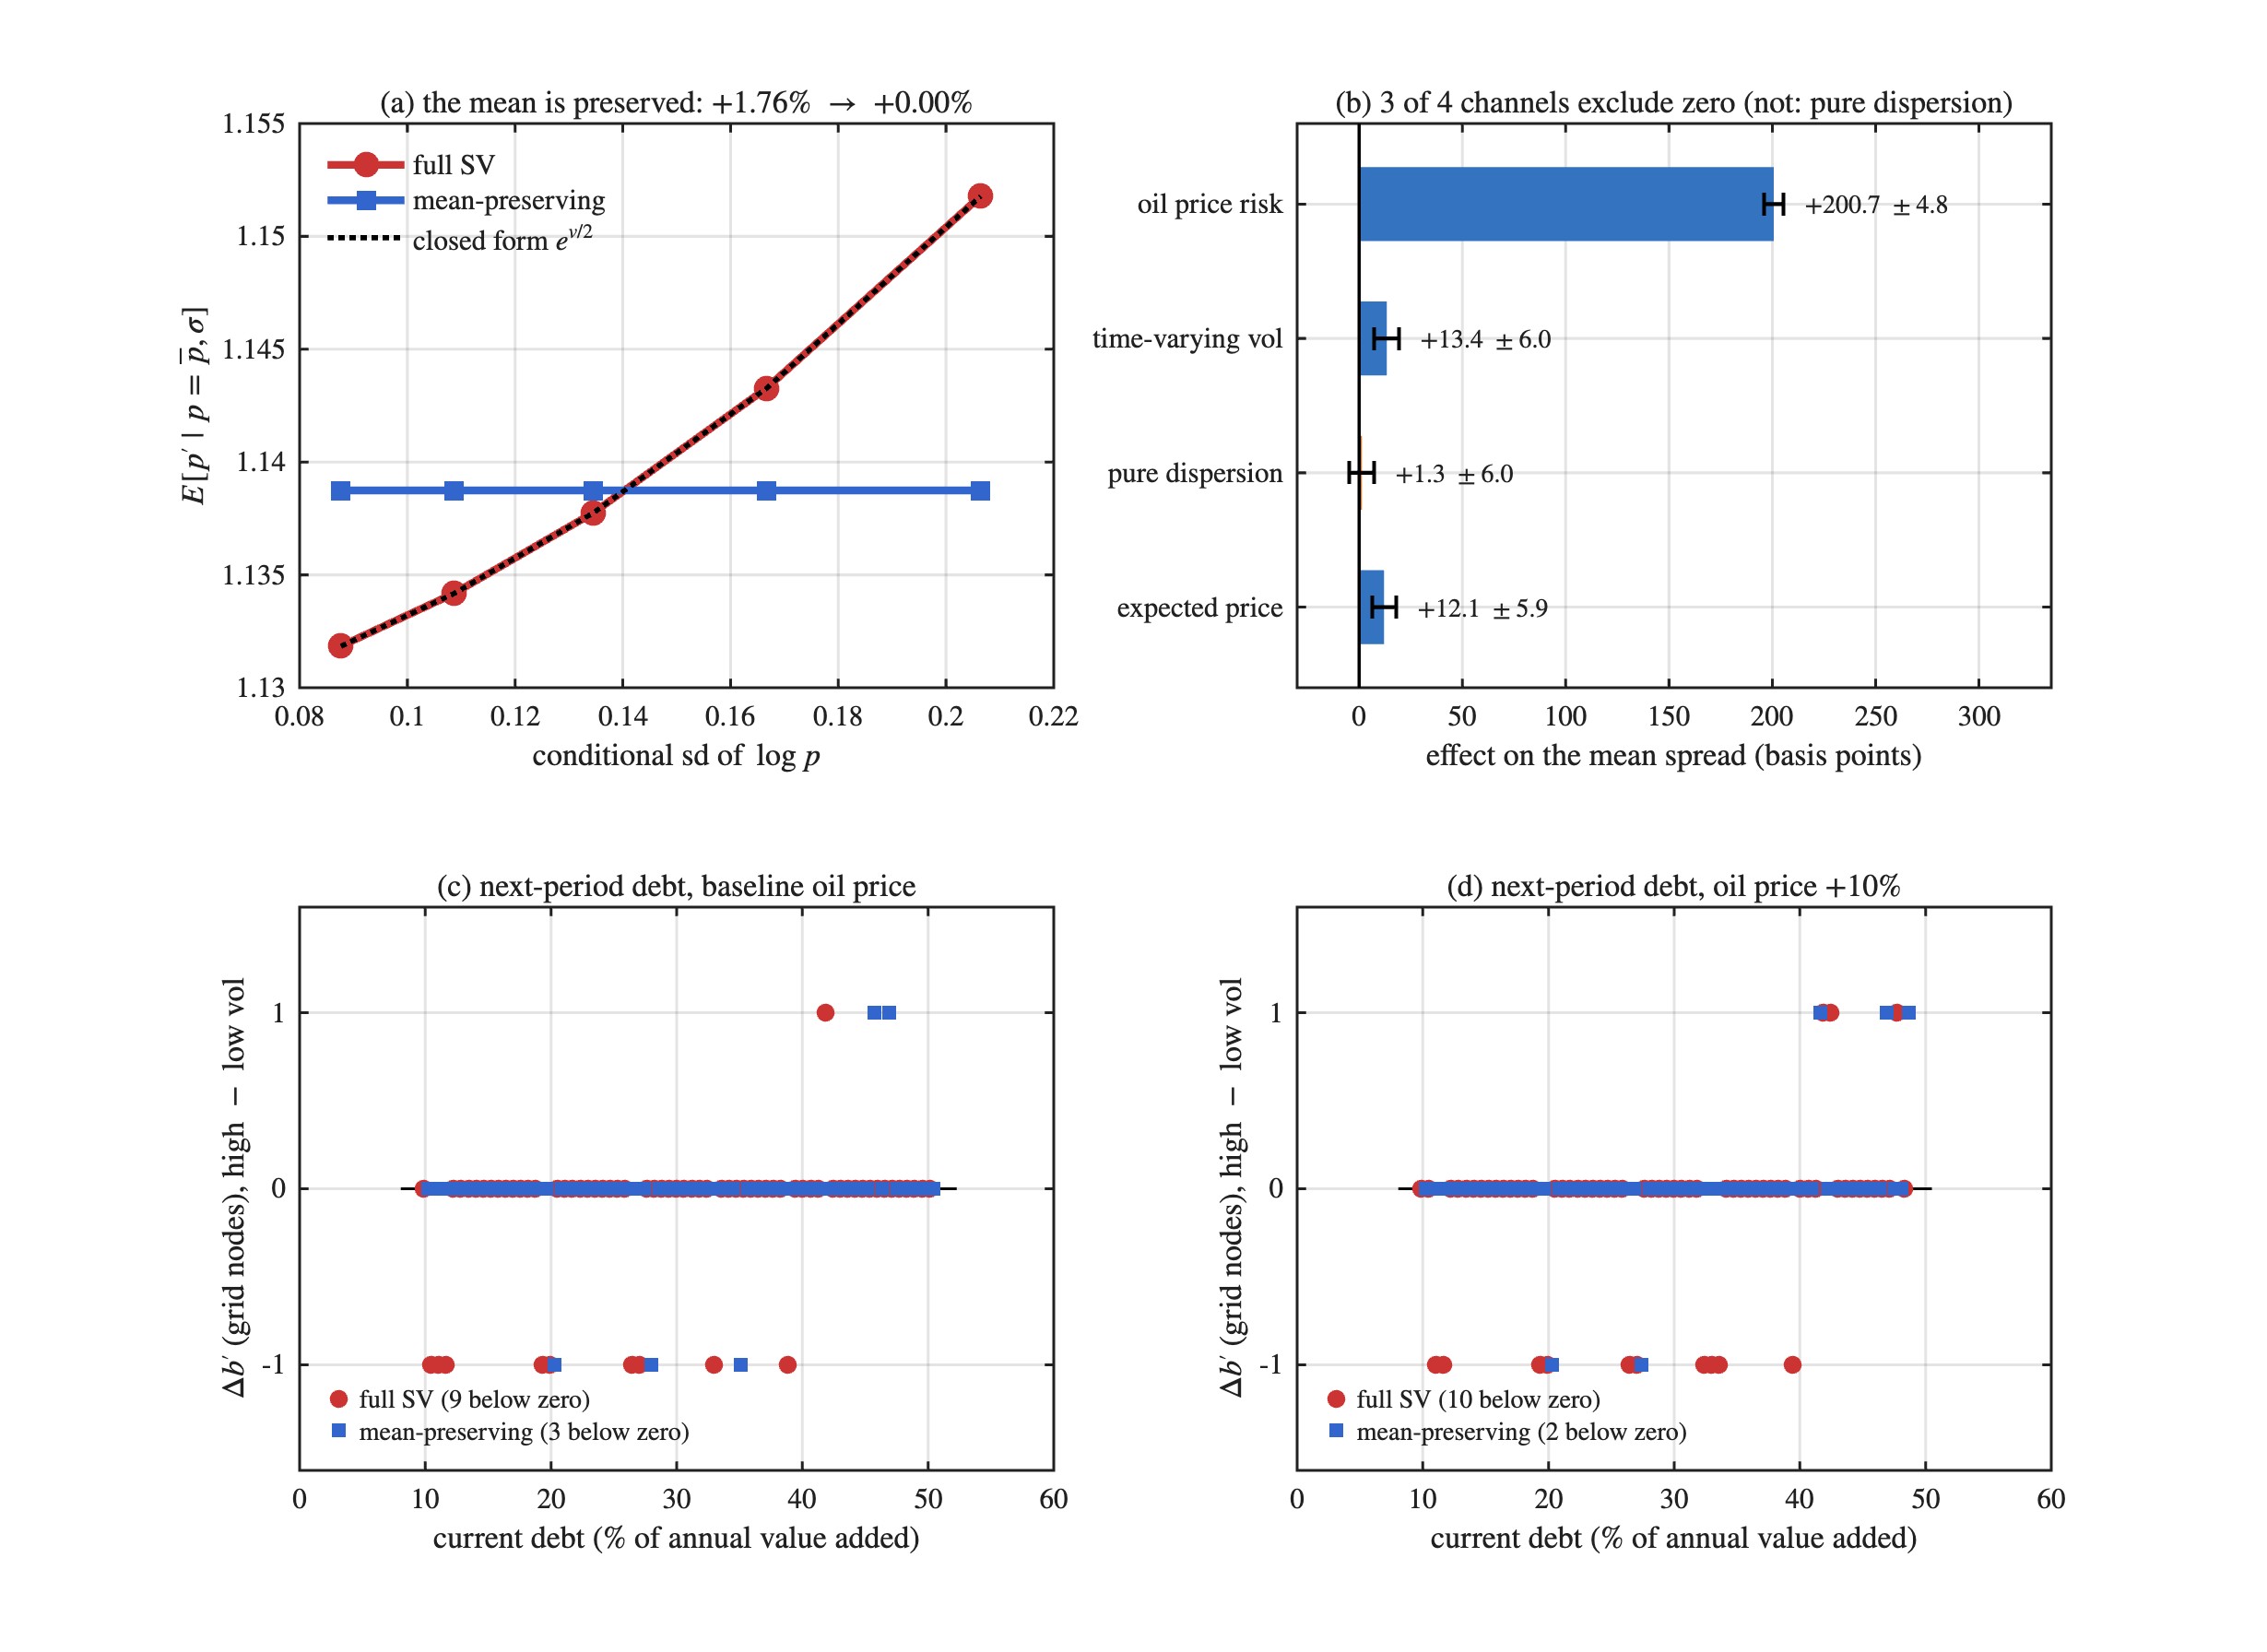 (a) the mean is preserved: +1.76% → +0.00%
1.155
1.15
1.145
1.14
1.135
1.13
E[p′ | p = p̅, σ]
full SV
mean-preserving
closed form e^{v/2}
0.08 0.1 0.12 0.14 0.16 0.18 0.2 0.22
conditional sd of log p
(b) 3 of 4 channels exclude zero (not: pure dispersion)
oil price risk
+200.7 ±4.8
time-varying vol
+13.4 ±6.0
pure dispersion
+1.3 ±6.0
expected price
+12.1 ±5.9
0 50 100 150 200 250 300
effect on the mean spread (basis points)
(c) next-period debt, baseline oil price
Δb′ (grid nodes), high − low vol
1
0
-1
full SV (9 below zero)
mean-preserving (3 below zero)
0 10 20 30 40 50 60
current debt (% of annual value added)
(d) next-period debt, oil price +10%
Δb′ (grid nodes), high − low vol
1
0
-1
full SV (10 below zero)
mean-preserving (2 below zero)
0 10 20 30 40 50 60
current debt (% of annual value added)